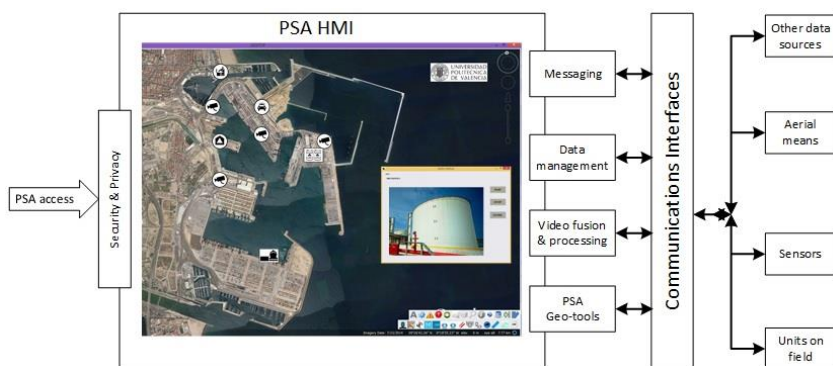 PSA HMI
PSA access
Security & Privacy
UNIVERSIDAD
POLITECNICA
DE VALENCIA
Messaging
Data
management
Video fusion
& processing
PSA
Geo-tools
Communications Interfaces
Other data
sources
Aerial
means
Sensors
Units on
field